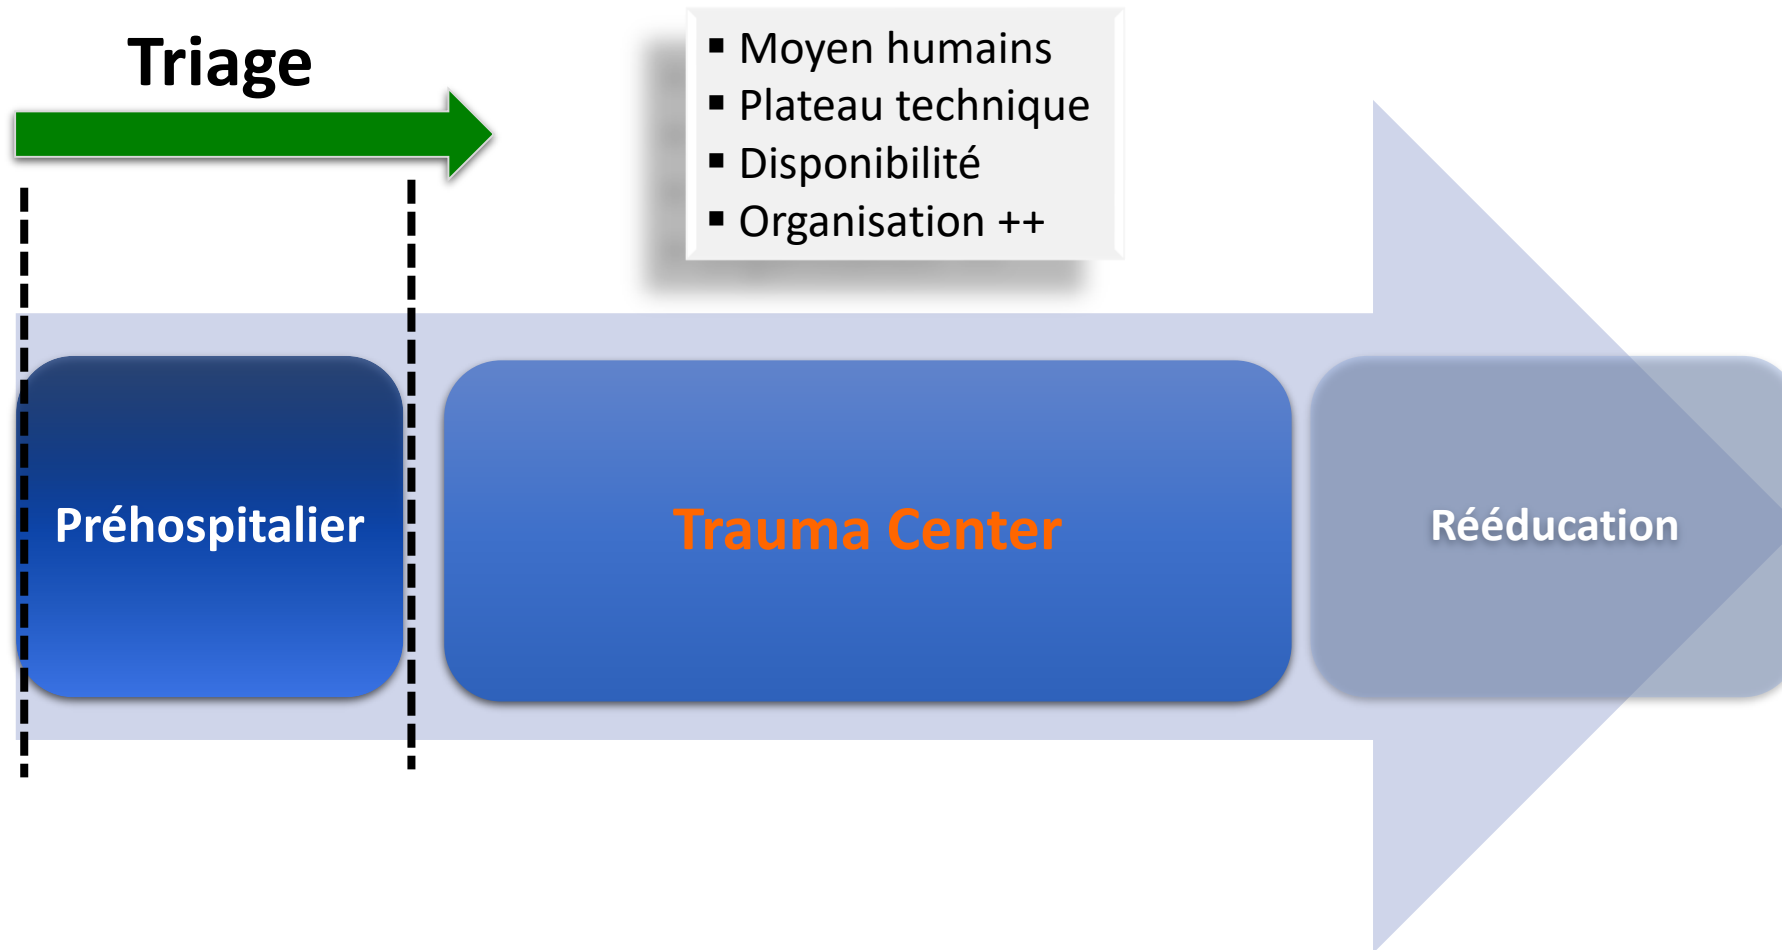 Triage
▪ Moyen humains
▪ Plateau technique
▪ Disponibilité
▪ Organisation ++
Préhospitalier
Trauma Center
Rééducation